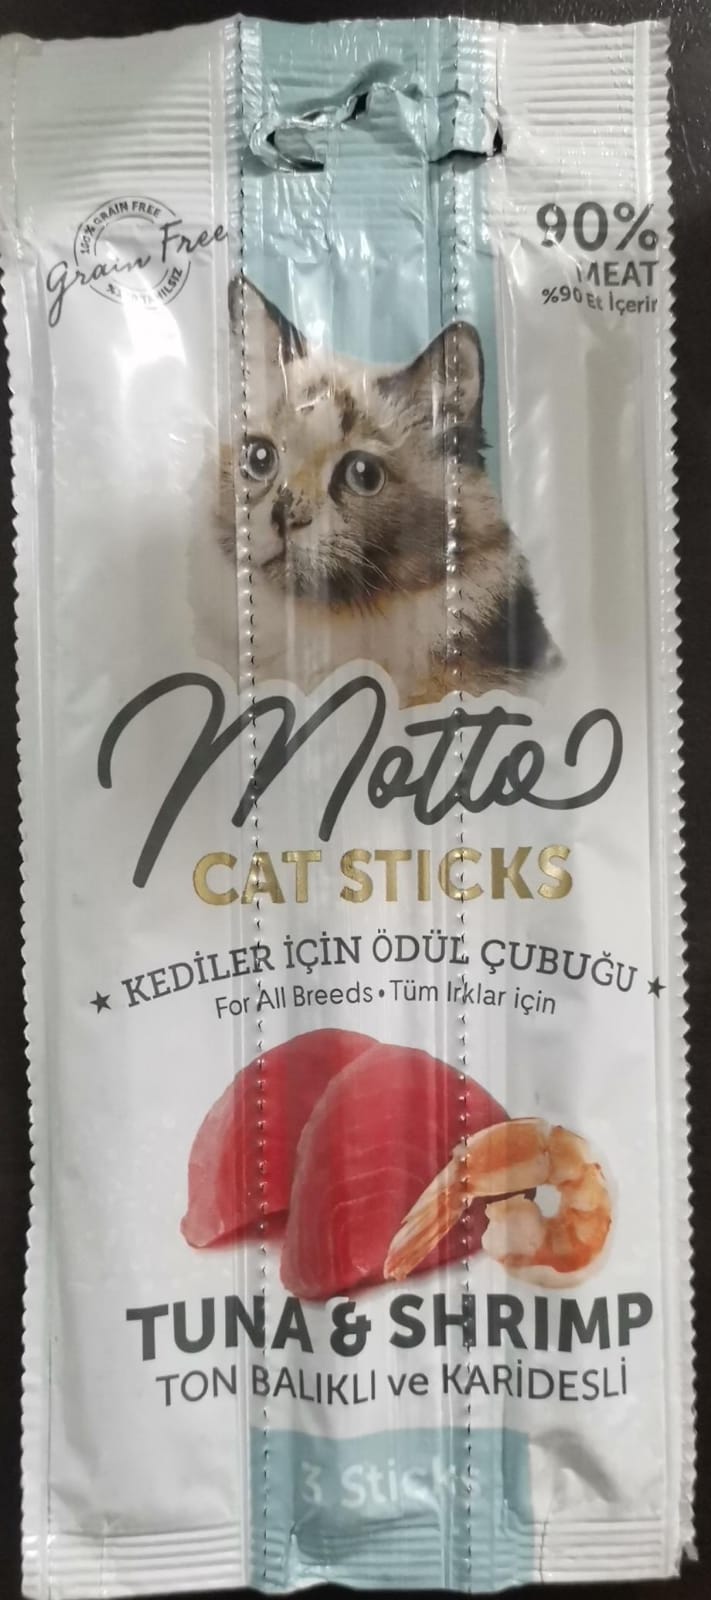 100% GRAIN FREE
Grain Free
90%
MEAT
%90 Et İçerir
Motto
CAT STICKS
★ KEDİLER İÇİN ÖDÜL ÇUBUĞU ★
For All Breeds • Tüm Irklar için
TUNA & SHRIMP
TON BALIKLI ve KARİDESLİ
3 Sticks